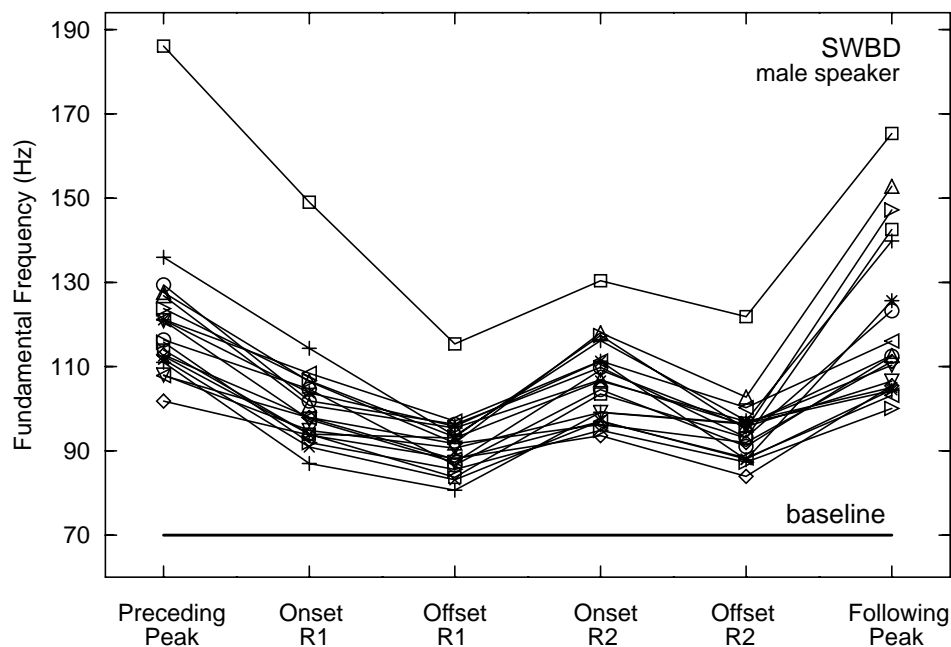 190
170
150
130
110
90
70
Fundamental Frequency (Hz)
SWBD
male speaker
baseline
Preceding Peak
Onset R1
Offset R1
Onset R2
Offset R2
Following Peak